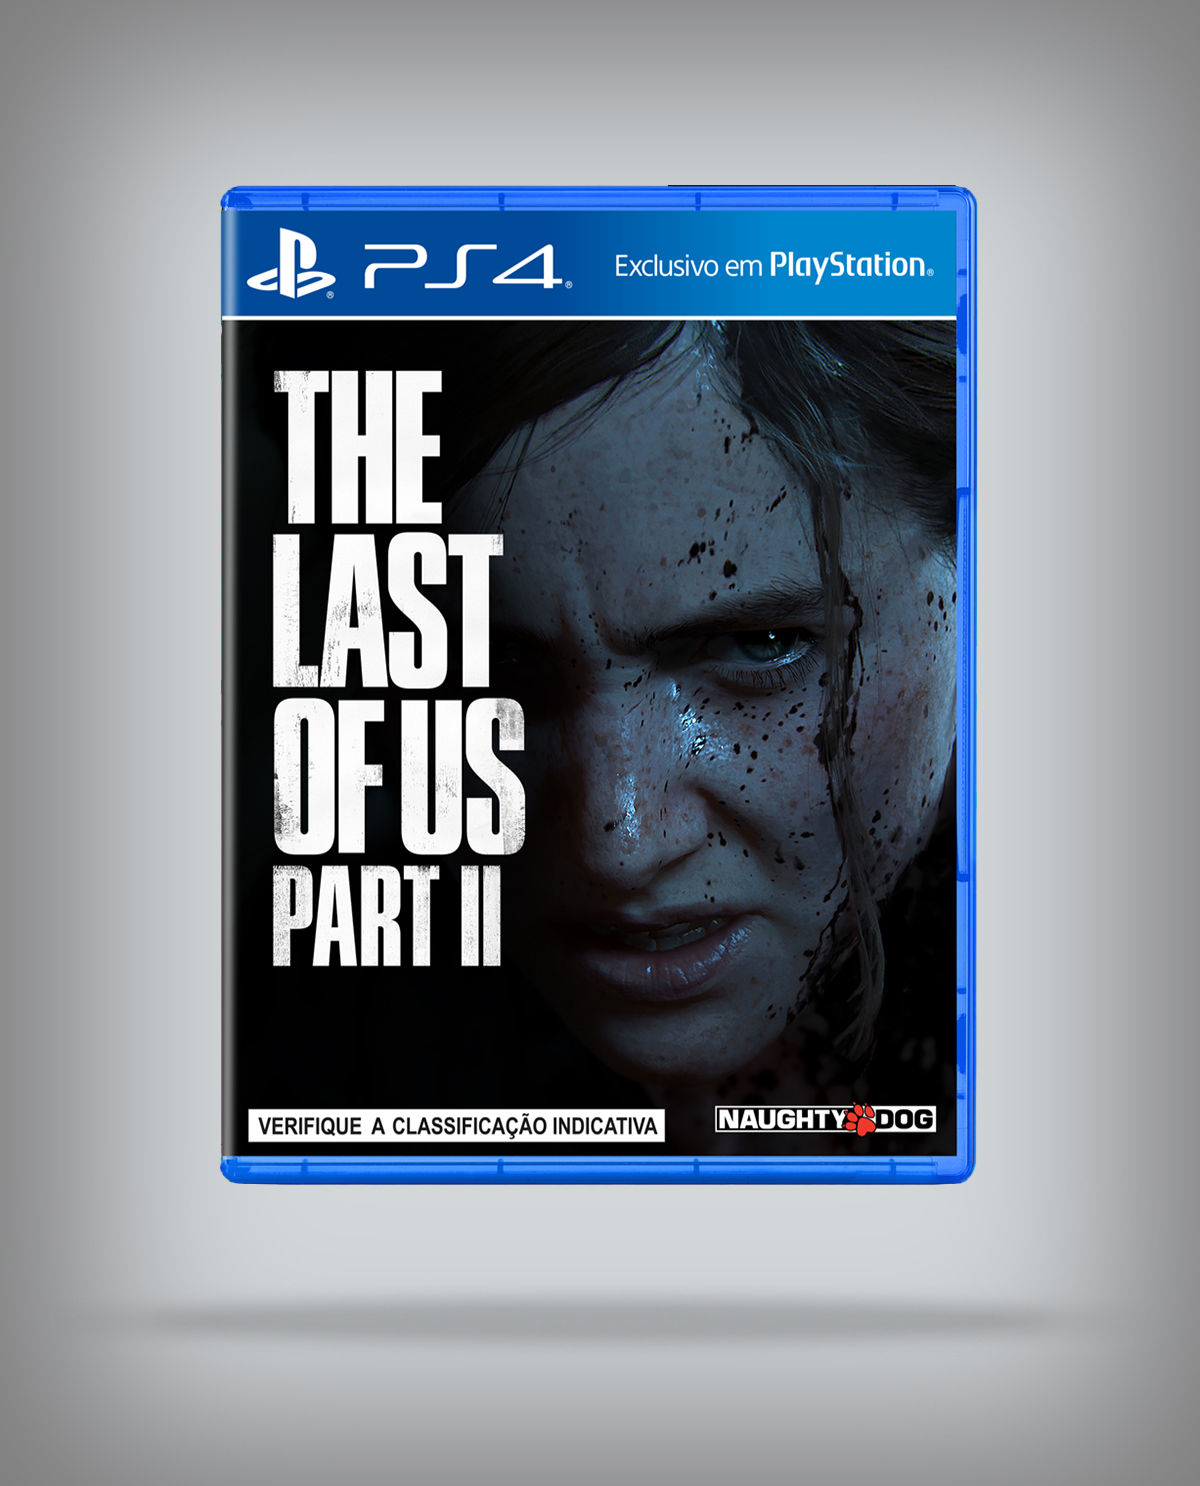 PS4 Exclusivo em PlayStation®
THE
LAST
OF US
PART II
VERIFIQUE A CLASSIFICAÇÃO INDICATIVA
NAUGHTY DOG